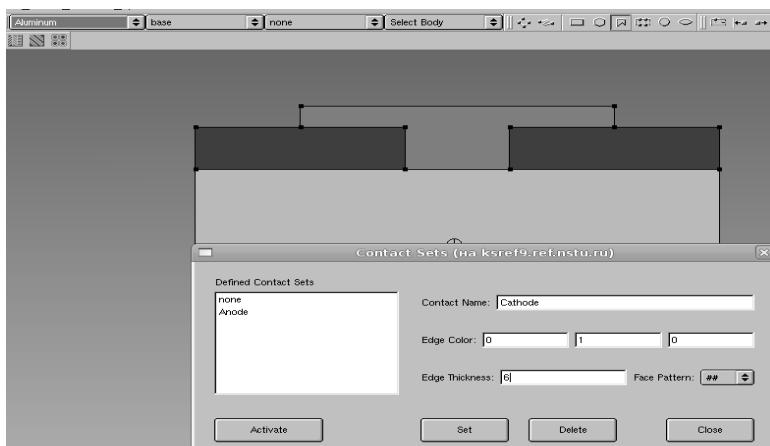 Aluminum base none Select Body
Contact Sets (на ksref9.ref.nstu.ru)
Defined Contact Sets
none
Anode
Contact Name: Cathode
Edge Color: 0 1 0
Edge Thickness: 6 Face Pattern: ##
Activate Set Delete Close